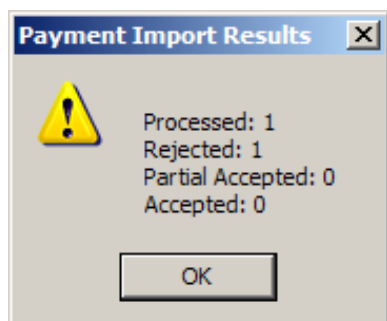 Payment Import Results
Processed: 1
Rejected: 1
Partial Accepted: 0
Accepted: 0
OK